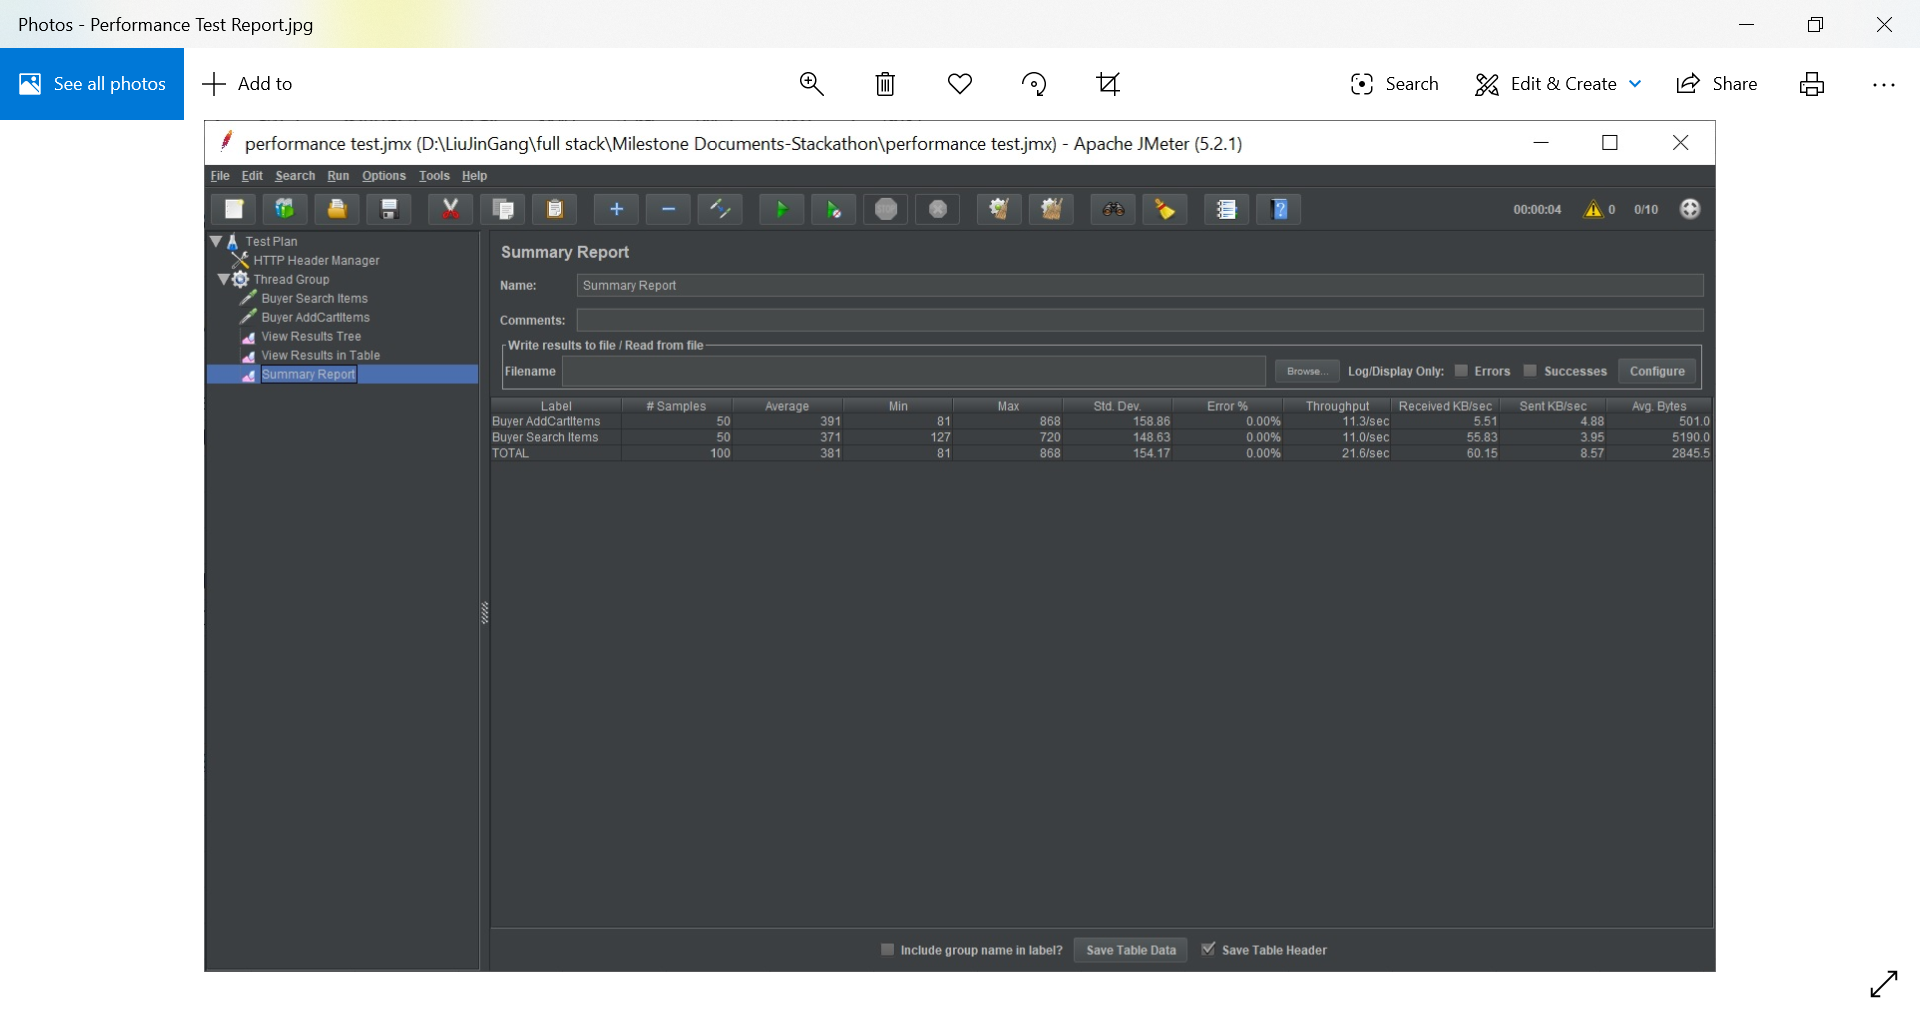 Photos - Performance Test Report.jpg
See all photos
Add to
Search
Edit & Create
Share
performance test.jmx (D:\LiuJinGang\full stack\Milestone Documents-Stackathon\performance test.jmx) - Apache JMeter (5.2.1)
File Edit Search Run Options Tools Help
STOP
00:00:04 0 0/10
Test Plan
HTTP Header Manager
Thread Group
Buyer Search Items
Buyer AddCartItems
View Results Tree
View Results in Table
Summary Report
Summary Report
Name: Summary Report
Comments:
Write results to file / Read from file
Filename Browse... Log/Display Only: Errors Successes Configure
Label # Samples Average Min Max Std. Dev. Error % Throughput Received KB/sec Sent KB/sec Avg. Bytes
Buyer AddCartItems 50 391 81 868 158.86 0.00% 11.3/sec 5.51 4.88 501.0
Buyer Search Items 50 371 127 720 148.63 0.00% 11.0/sec 55.83 3.95 5190.0
TOTAL 100 381 81 868 154.17 0.00% 21.6/sec 60.15 8.57 2845.5
Include group name in label? Save Table Data Save Table Header